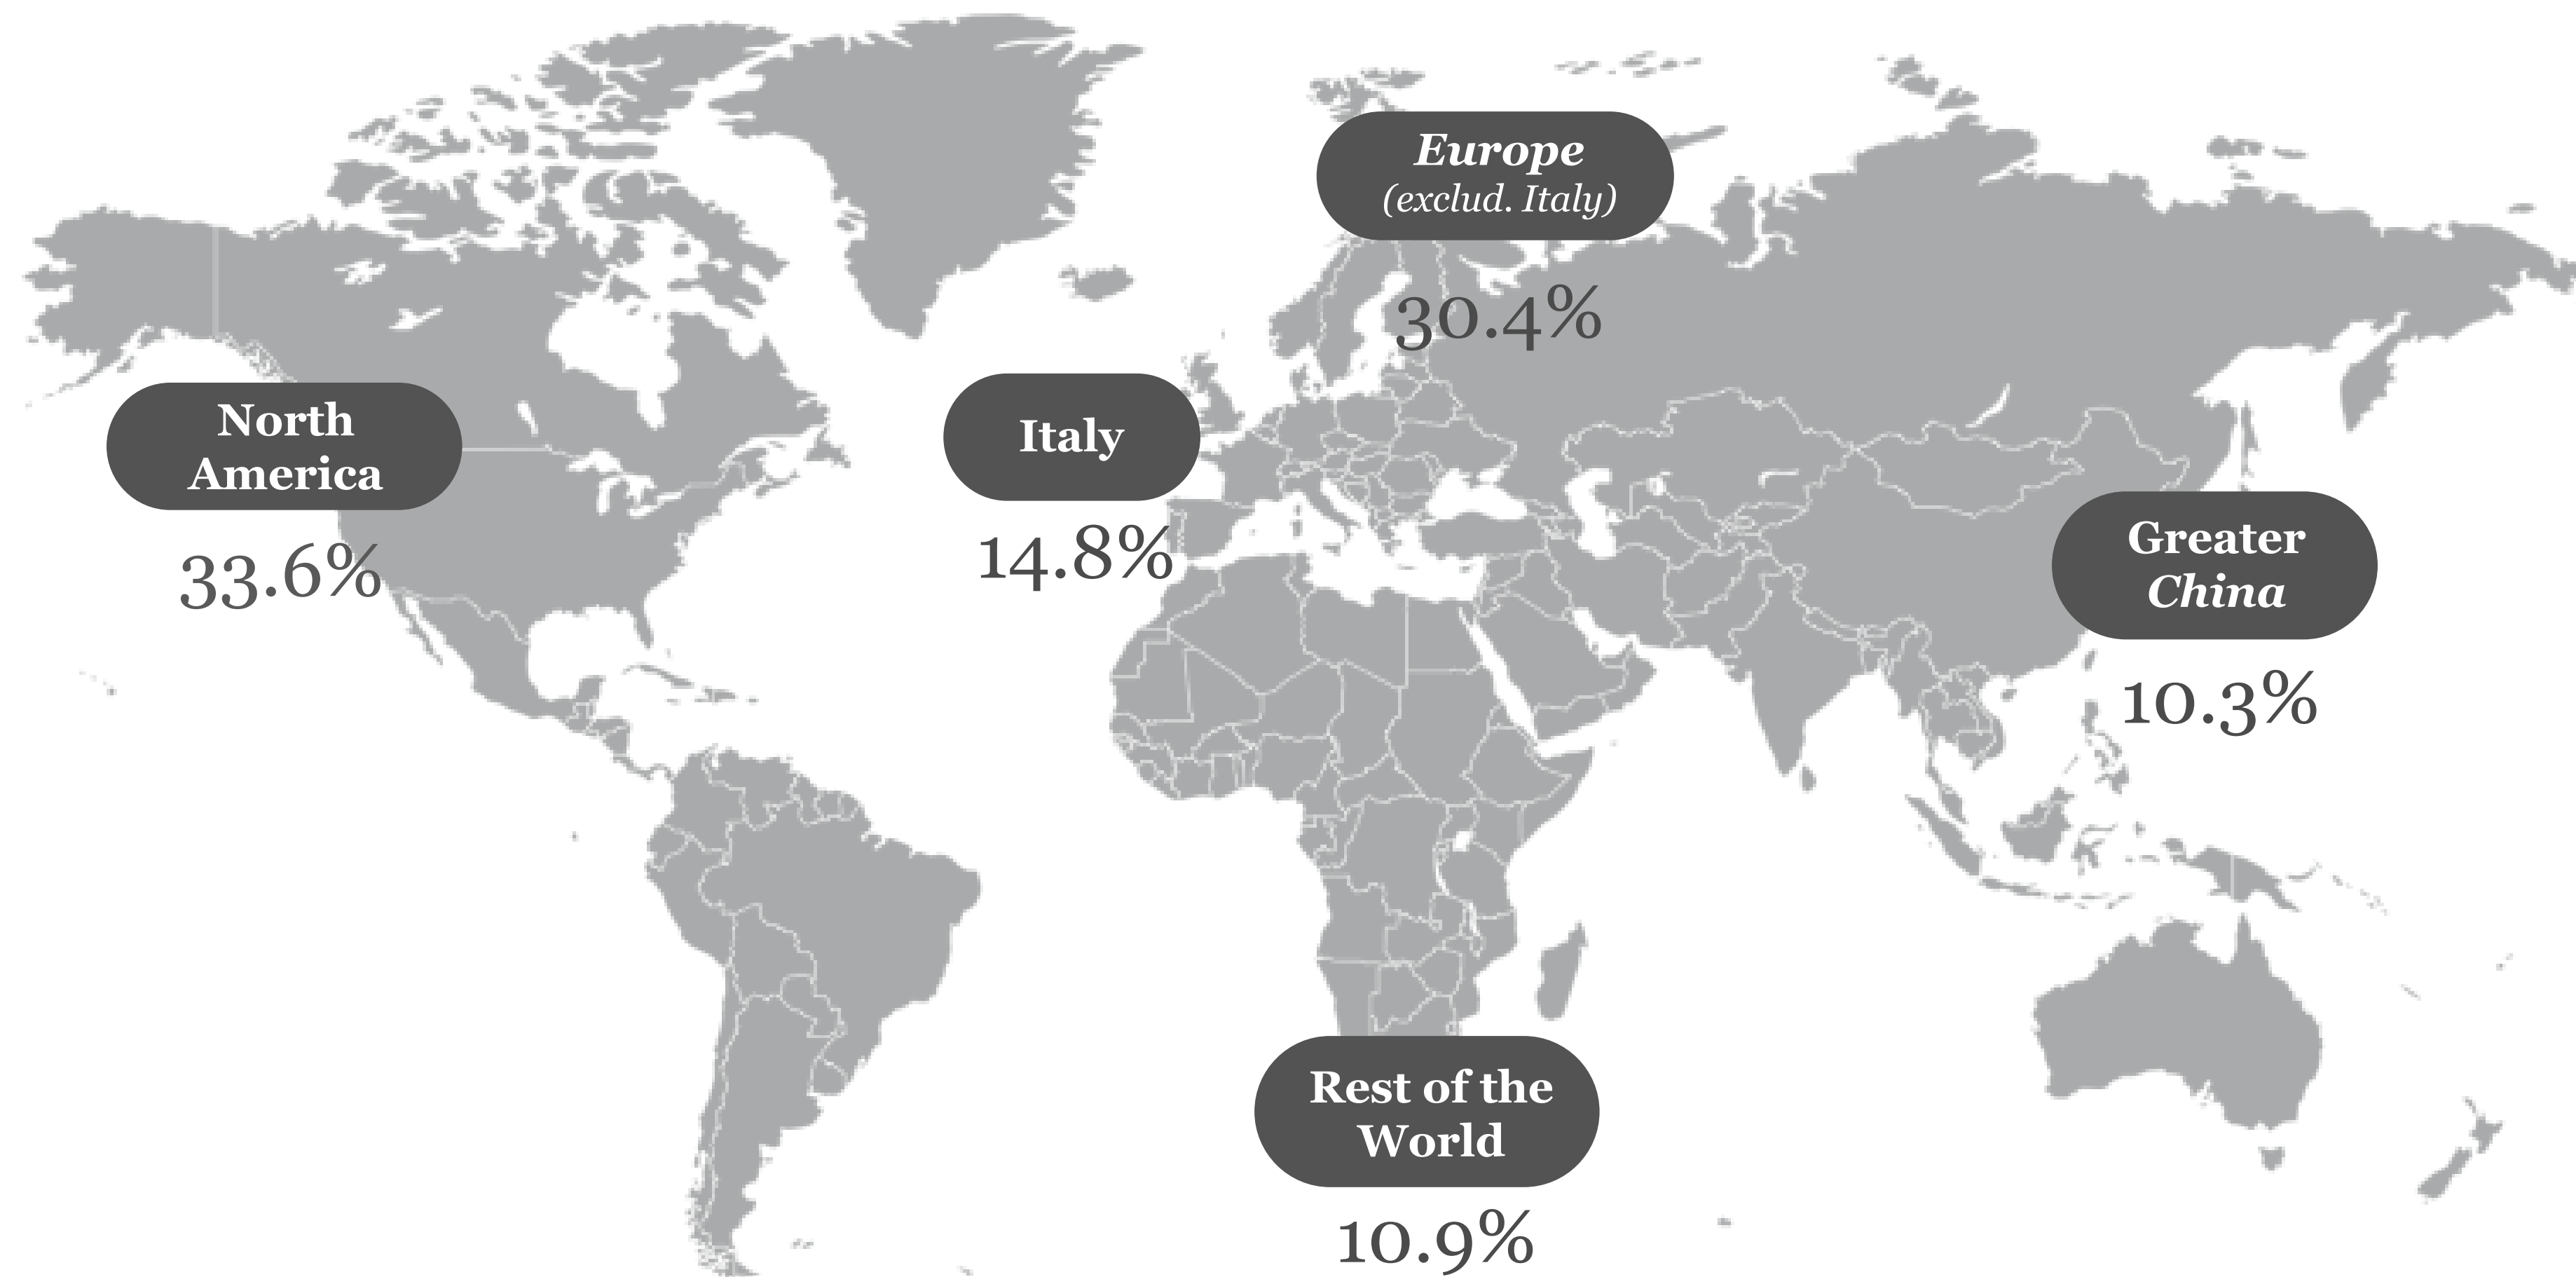 Europe
(exclud. Italy)
30.4%
North
America
33.6%
Italy
14.8%
Greater
China
10.3%
Rest of the
World
10.9%